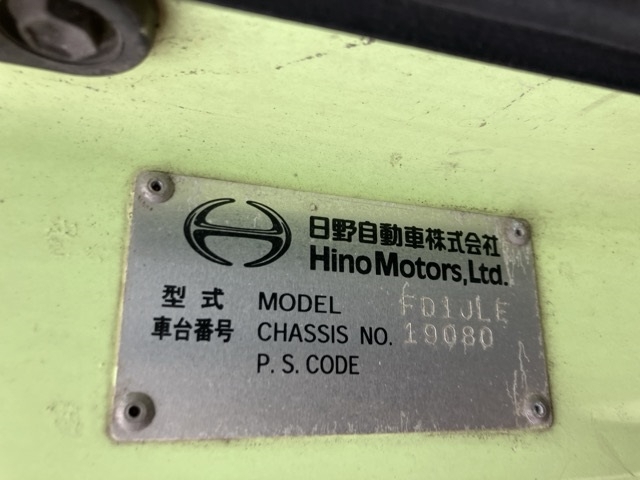 日野自動車株式会社
Hino Motors, Ltd.
型式 MODEL FD1JLE
車台番号 CHASSIS NO. 19080
P.S. CODE